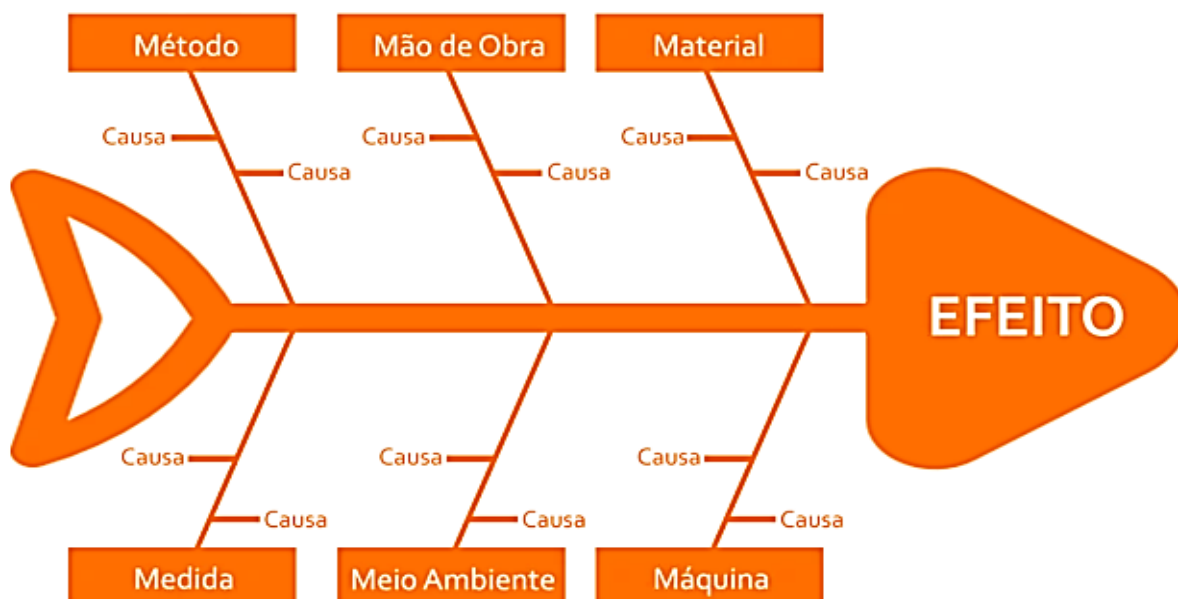 Método
Mão de Obra
Material
Causa
Causa
Causa
Causa
Causa
Causa
EFEITO
Causa
Causa
Causa
Causa
Causa
Causa
Medida
Meio Ambiente
Máquina